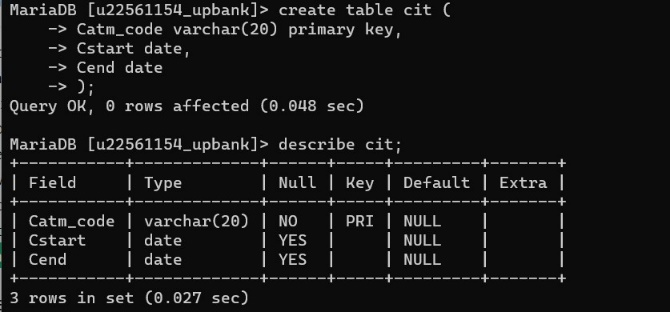 MariaDB [u22561154_upbank]> create table cit (
    -> Catm_code varchar(20) primary key,
    -> Cstart date,
    -> Cend date
    -> );
Query OK, 0 rows affected (0.048 sec)

MariaDB [u22561154_upbank]> describe cit;
+-----------+-------------+------+-----+---------+-------+
| Field     | Type        | Null | Key | Default | Extra |
+-----------+-------------+------+-----+---------+-------+
| Catm_code | varchar(20) | NO   | PRI | NULL    |       |
| Cstart    | date        | YES  |     | NULL    |       |
| Cend      | date        | YES  |     | NULL    |       |
+-----------+-------------+------+-----+---------+-------+
3 rows in set (0.027 sec)